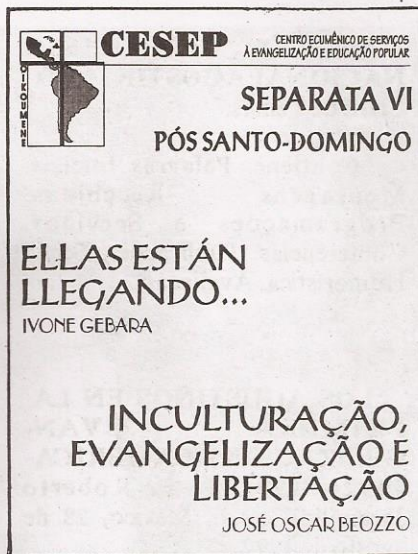 OIKOUMENE
CESEP
CENTRO ECUMÊNICO DE SERVIÇOS
À EVANGELIZAÇÃO E EDUCAÇÃO POPULAR
SEPARATA VI
PÓS SANTO-DOMINGO
ELLAS ESTÁN
LLEGANDO...
IVONE GEBARA
INCULTURAÇÃO,
EVANGELIZAÇÃO E
LIBERTAÇÃO
JOSÉ OSCAR BEOZZO